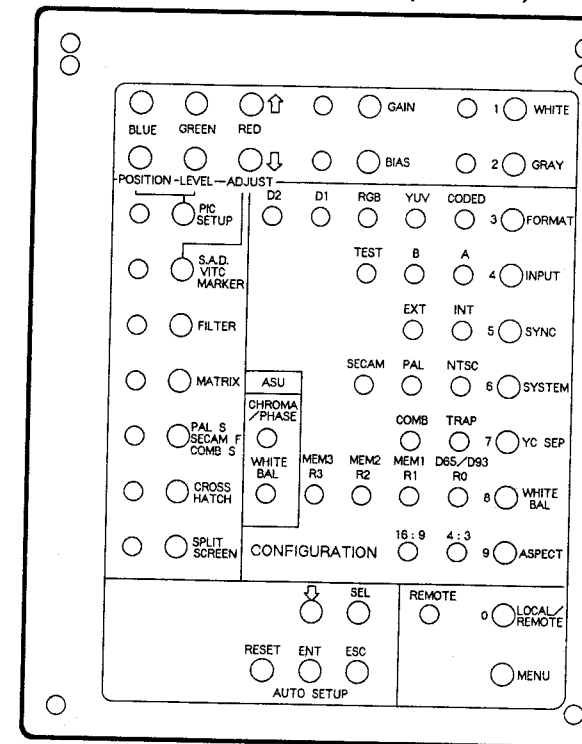 GAIN 1 WHITE
BLUE GREEN RED
BIAS 2 GRAY
POSITION LEVEL ADJUST
D2 D1 RGB YUV CODED
PIC
SETUP
3 FORMAT
TEST B A
S.A.D.
VITC
MARKER
4 INPUT
EXT INT
FILTER
5 SYNC
SECAM PAL NTSC
MATRIX ASU
6 SYSTEM
CHROMA
/PHASE
COMB TRAP
PAL S
SECAM F
COMB S
7 YC SEP
WHITE
BAL
MEM3 MEM2 MEM1 D65/D93
R3 R2 R1 R0
CROSS
HATCH
8 WHITE
BAL
16:9 4:3
SPLIT
SCREEN
CONFIGURATION
9 ASPECT
SEL REMOTE
0 LOCAL/
REMOTE
RESET ENT ESC
MENU
AUTO SETUP